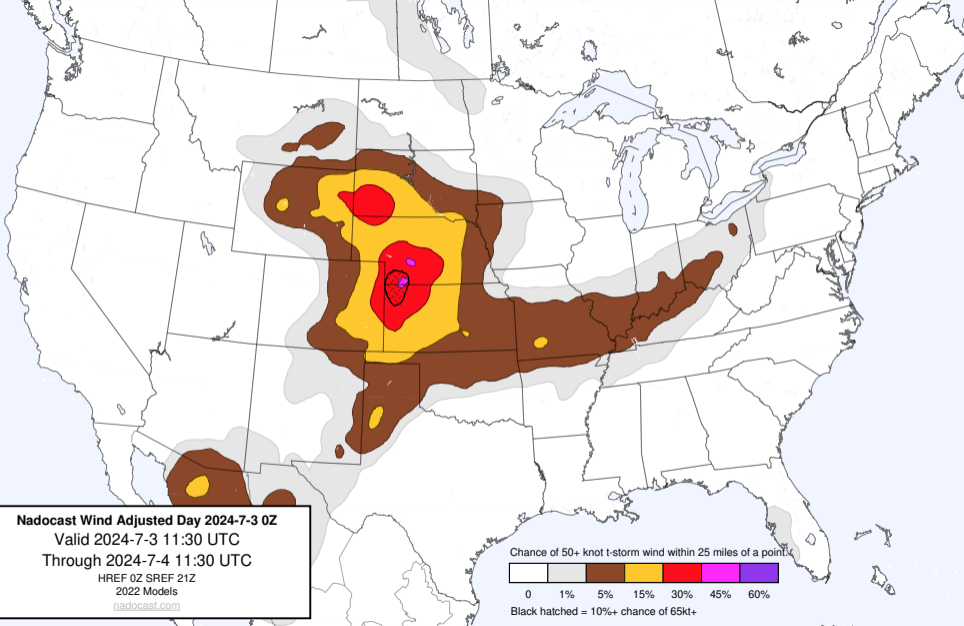 Nadocast Wind Adjusted Day 2024-7-3 0Z
Valid 2024-7-3 11:30 UTC
Through 2024-7-4 11:30 UTC
HREF 0Z SREF 21Z
2022 Models
nadocast.com
Chance of 50+ knot t-storm wind within 25 miles of a point.
0 1% 5% 15% 30% 45% 60%
Black hatched = 10%+ chance of 65kt+